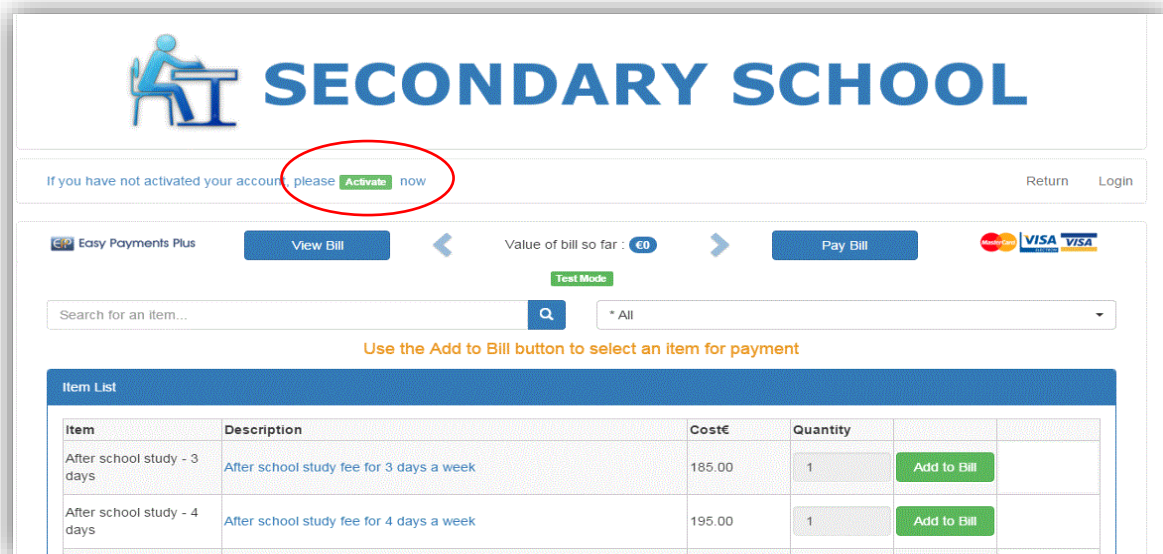 SECONDARY SCHOOL
If you have not activated your account, please Activate now
Return Login
Easy Payments Plus View Bill Value of bill so far : €0 Pay Bill MasterCard VISA VISA
Test Mode
Search for an item... * All
Use the Add to Bill button to select an item for payment
Item List
Item Description Cost€ Quantity
After school study - 3 days After school study fee for 3 days a week 185.00 1 Add to Bill
After school study - 4 days After school study fee for 4 days a week 195.00 1 Add to Bill